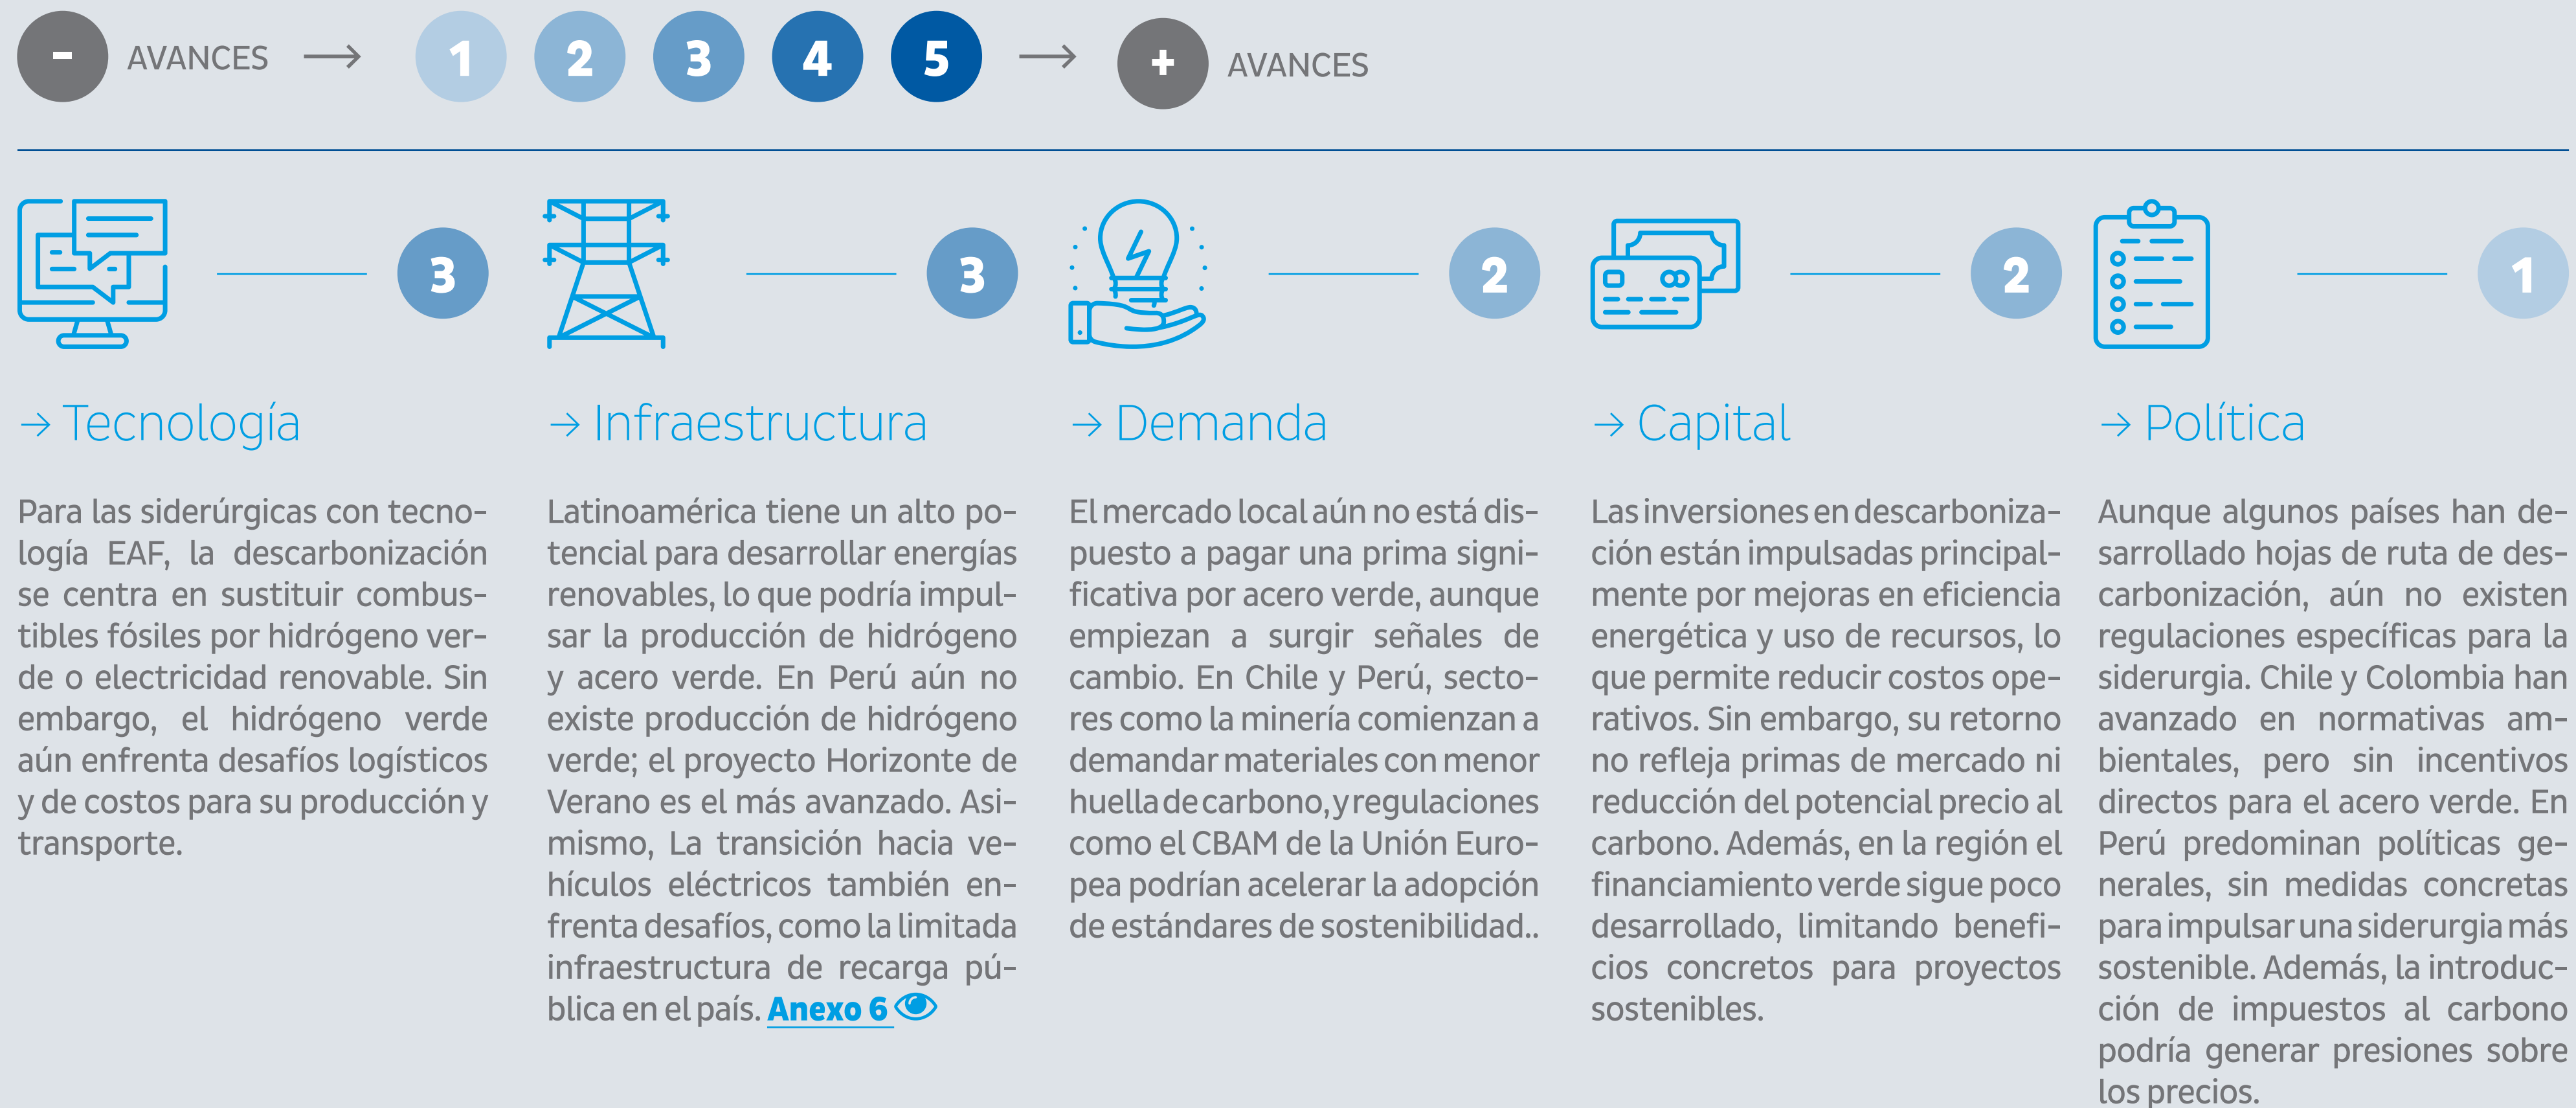 - AVANCES → 1 2 3 4 5 → + AVANCES
3
3
2
2
1
→ Tecnología
Para las siderúrgicas con tecno-
logía EAF, la descarbonización
se centra en sustituir combus-
tibles fósiles por hidrógeno ver-
de o electricidad renovable. Sin
embargo, el hidrógeno verde
aún enfrenta desafíos logísticos
y de costos para su producción y
transporte.
→ Infraestructura
Latinoamérica tiene un alto po-
tencial para desarrollar energías
renovables, lo que podría impul-
sar la producción de hidrógeno
y acero verde. En Perú aún no
existe producción de hidrógeno
verde; el proyecto Horizonte de
Verano es el más avanzado. Asi-
mismo, La transición hacia ve-
hículos eléctricos también en-
frenta desafíos, como la limitada
infraestructura de recarga pú-
blica en el país. Anexo 6
→ Demanda
El mercado local aún no está dis-
puesto a pagar una prima signi-
ficativa por acero verde, aunque
empiezan a surgir señales de
cambio. En Chile y Perú, secto-
res como la minería comienzan a
demandar materiales con menor
huella de carbono, y regulaciones
como el CBAM de la Unión Euro-
pea podrían acelerar la adopción
de estándares de sostenibilidad..
→ Capital
Las inversiones en descarboniza-
ción están impulsadas principal-
mente por mejoras en eficiencia
energética y uso de recursos, lo
que permite reducir costos ope-
rativos. Sin embargo, su retorno
no refleja primas de mercado ni
reducción del potencial precio al
carbono. Además, en la región el
financiamiento verde sigue poco
desarrollado, limitando benefi-
cios concretos para proyectos
sostenibles.
→ Política
Aunque algunos países han de-
sarrollado hojas de ruta de des-
carbonización, aún no existen
regulaciones específicas para la
siderurgia. Chile y Colombia han
avanzado en normativas am-
bientales, pero sin incentivos
directos para el acero verde. En
Perú predominan políticas ge-
nerales, sin medidas concretas
para impulsar una siderurgia más
sostenible. Además, la introduc-
ción de impuestos al carbono
podría generar presiones sobre
los precios.